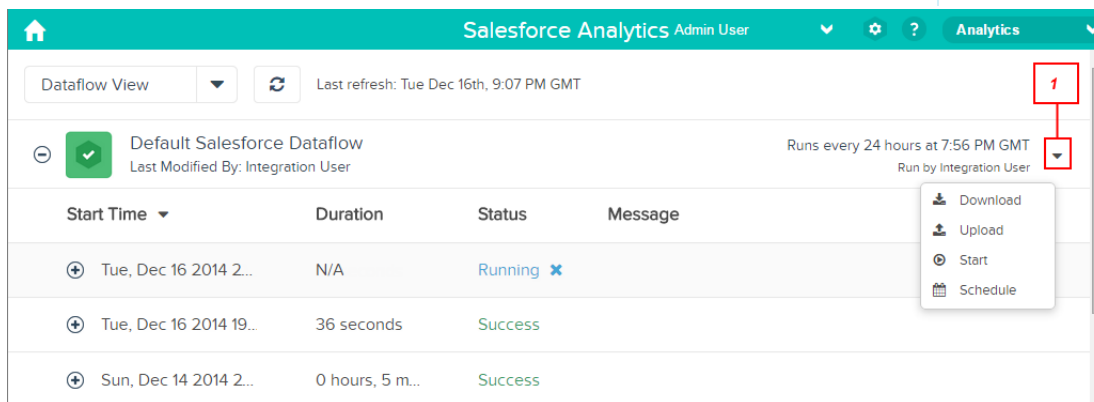 Salesforce Analytics Admin User ? Analytics
Dataflow View Last refresh: Tue Dec 16th, 9:07 PM GMT 1
Default Salesforce Dataflow
Last Modified By: Integration User
Runs every 24 hours at 7:56 PM GMT
Run by Integration User
Download
Upload
Start
Schedule
Start Time Duration Status Message
Tue, Dec 16 2014 2... N/A Running
Tue, Dec 16 2014 19... 36 seconds Success
Sun, Dec 14 2014 2... 0 hours, 5 m... Success